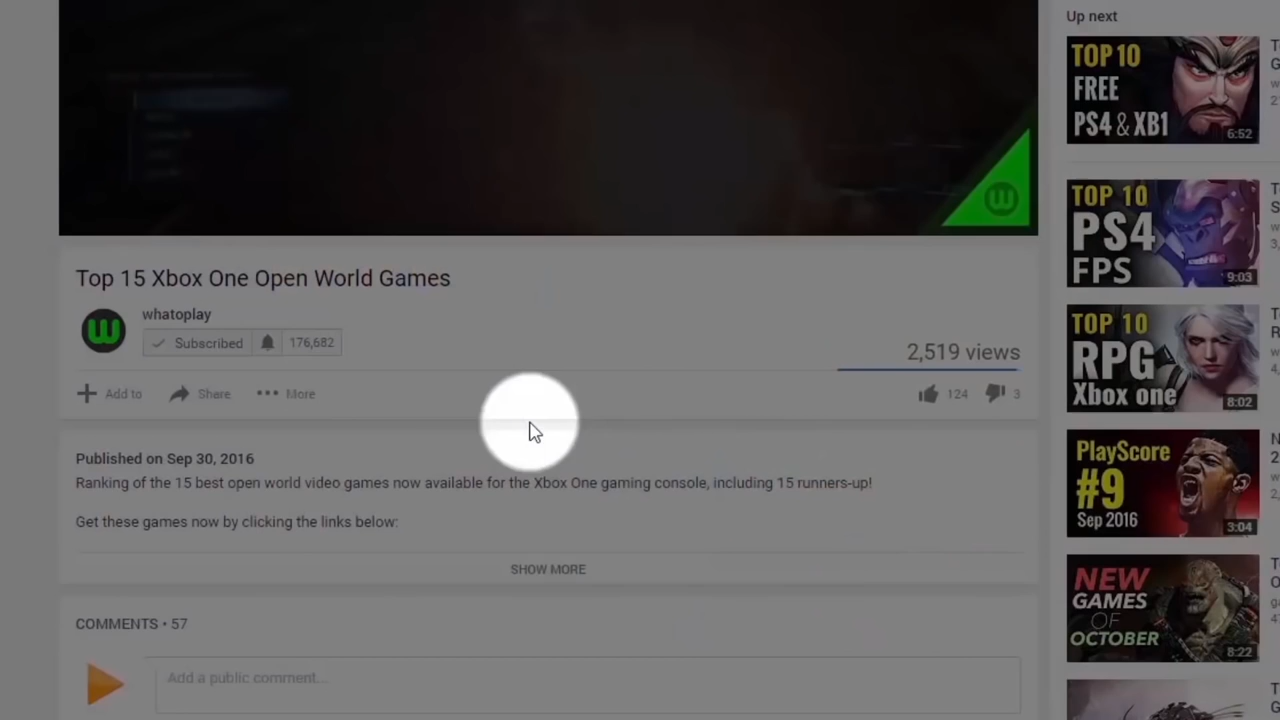 Up next
TOP 10
FREE
PS4 & XB1
6:52
TOP 10
PS4
FPS
9:03
Top 15 Xbox One Open World Games
whatoplay
Subscribed 176,682
2,519 views
Add to Share More 124 3
TOP 10
RPG
Xbox one
8:02
Published on Sep 30, 2016
Ranking of the 15 best open world video games now available for the Xbox One gaming console, including 15 runners-up!
Get these games now by clicking the links below:
SHOW MORE
PlayScore
#9
Sep 2016
3:04
NEW
GAMES
OF
OCTOBER
8:22
COMMENTS • 57
Add a public comment...